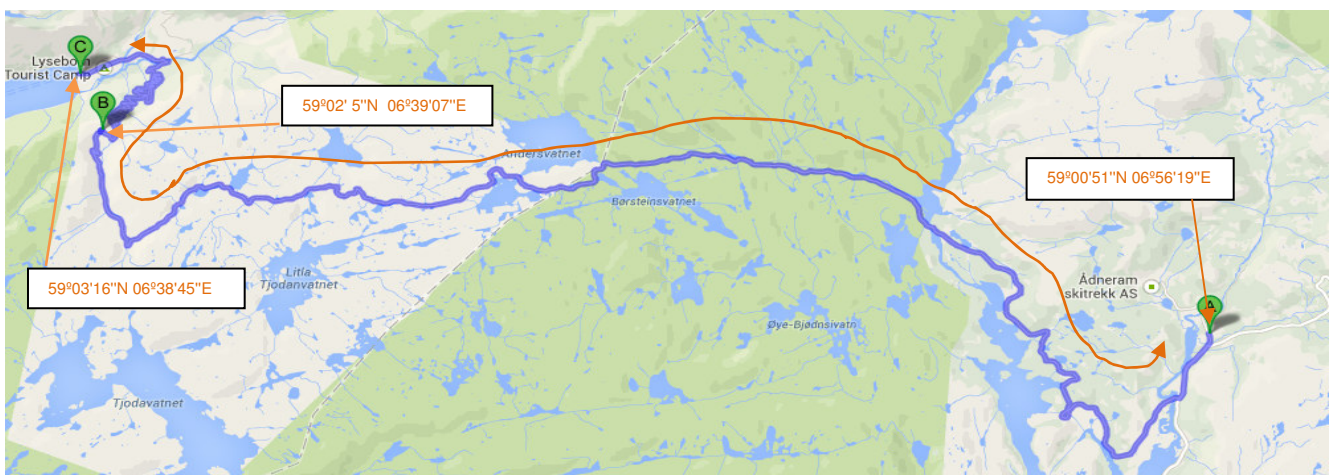 C
Lysebotn
Tourist Camp
B
59º02' 5"N 06º39'07"E
Andersvatnet
59º00'51"N 06º56'19"E
Børsteinsvatnet
59º03'16"N 06º38'45"E
Litla
Tjodanvatnet
Ådneram
skitrekk AS
A
Øye-Bjødnsivatn
Tjodavatnet